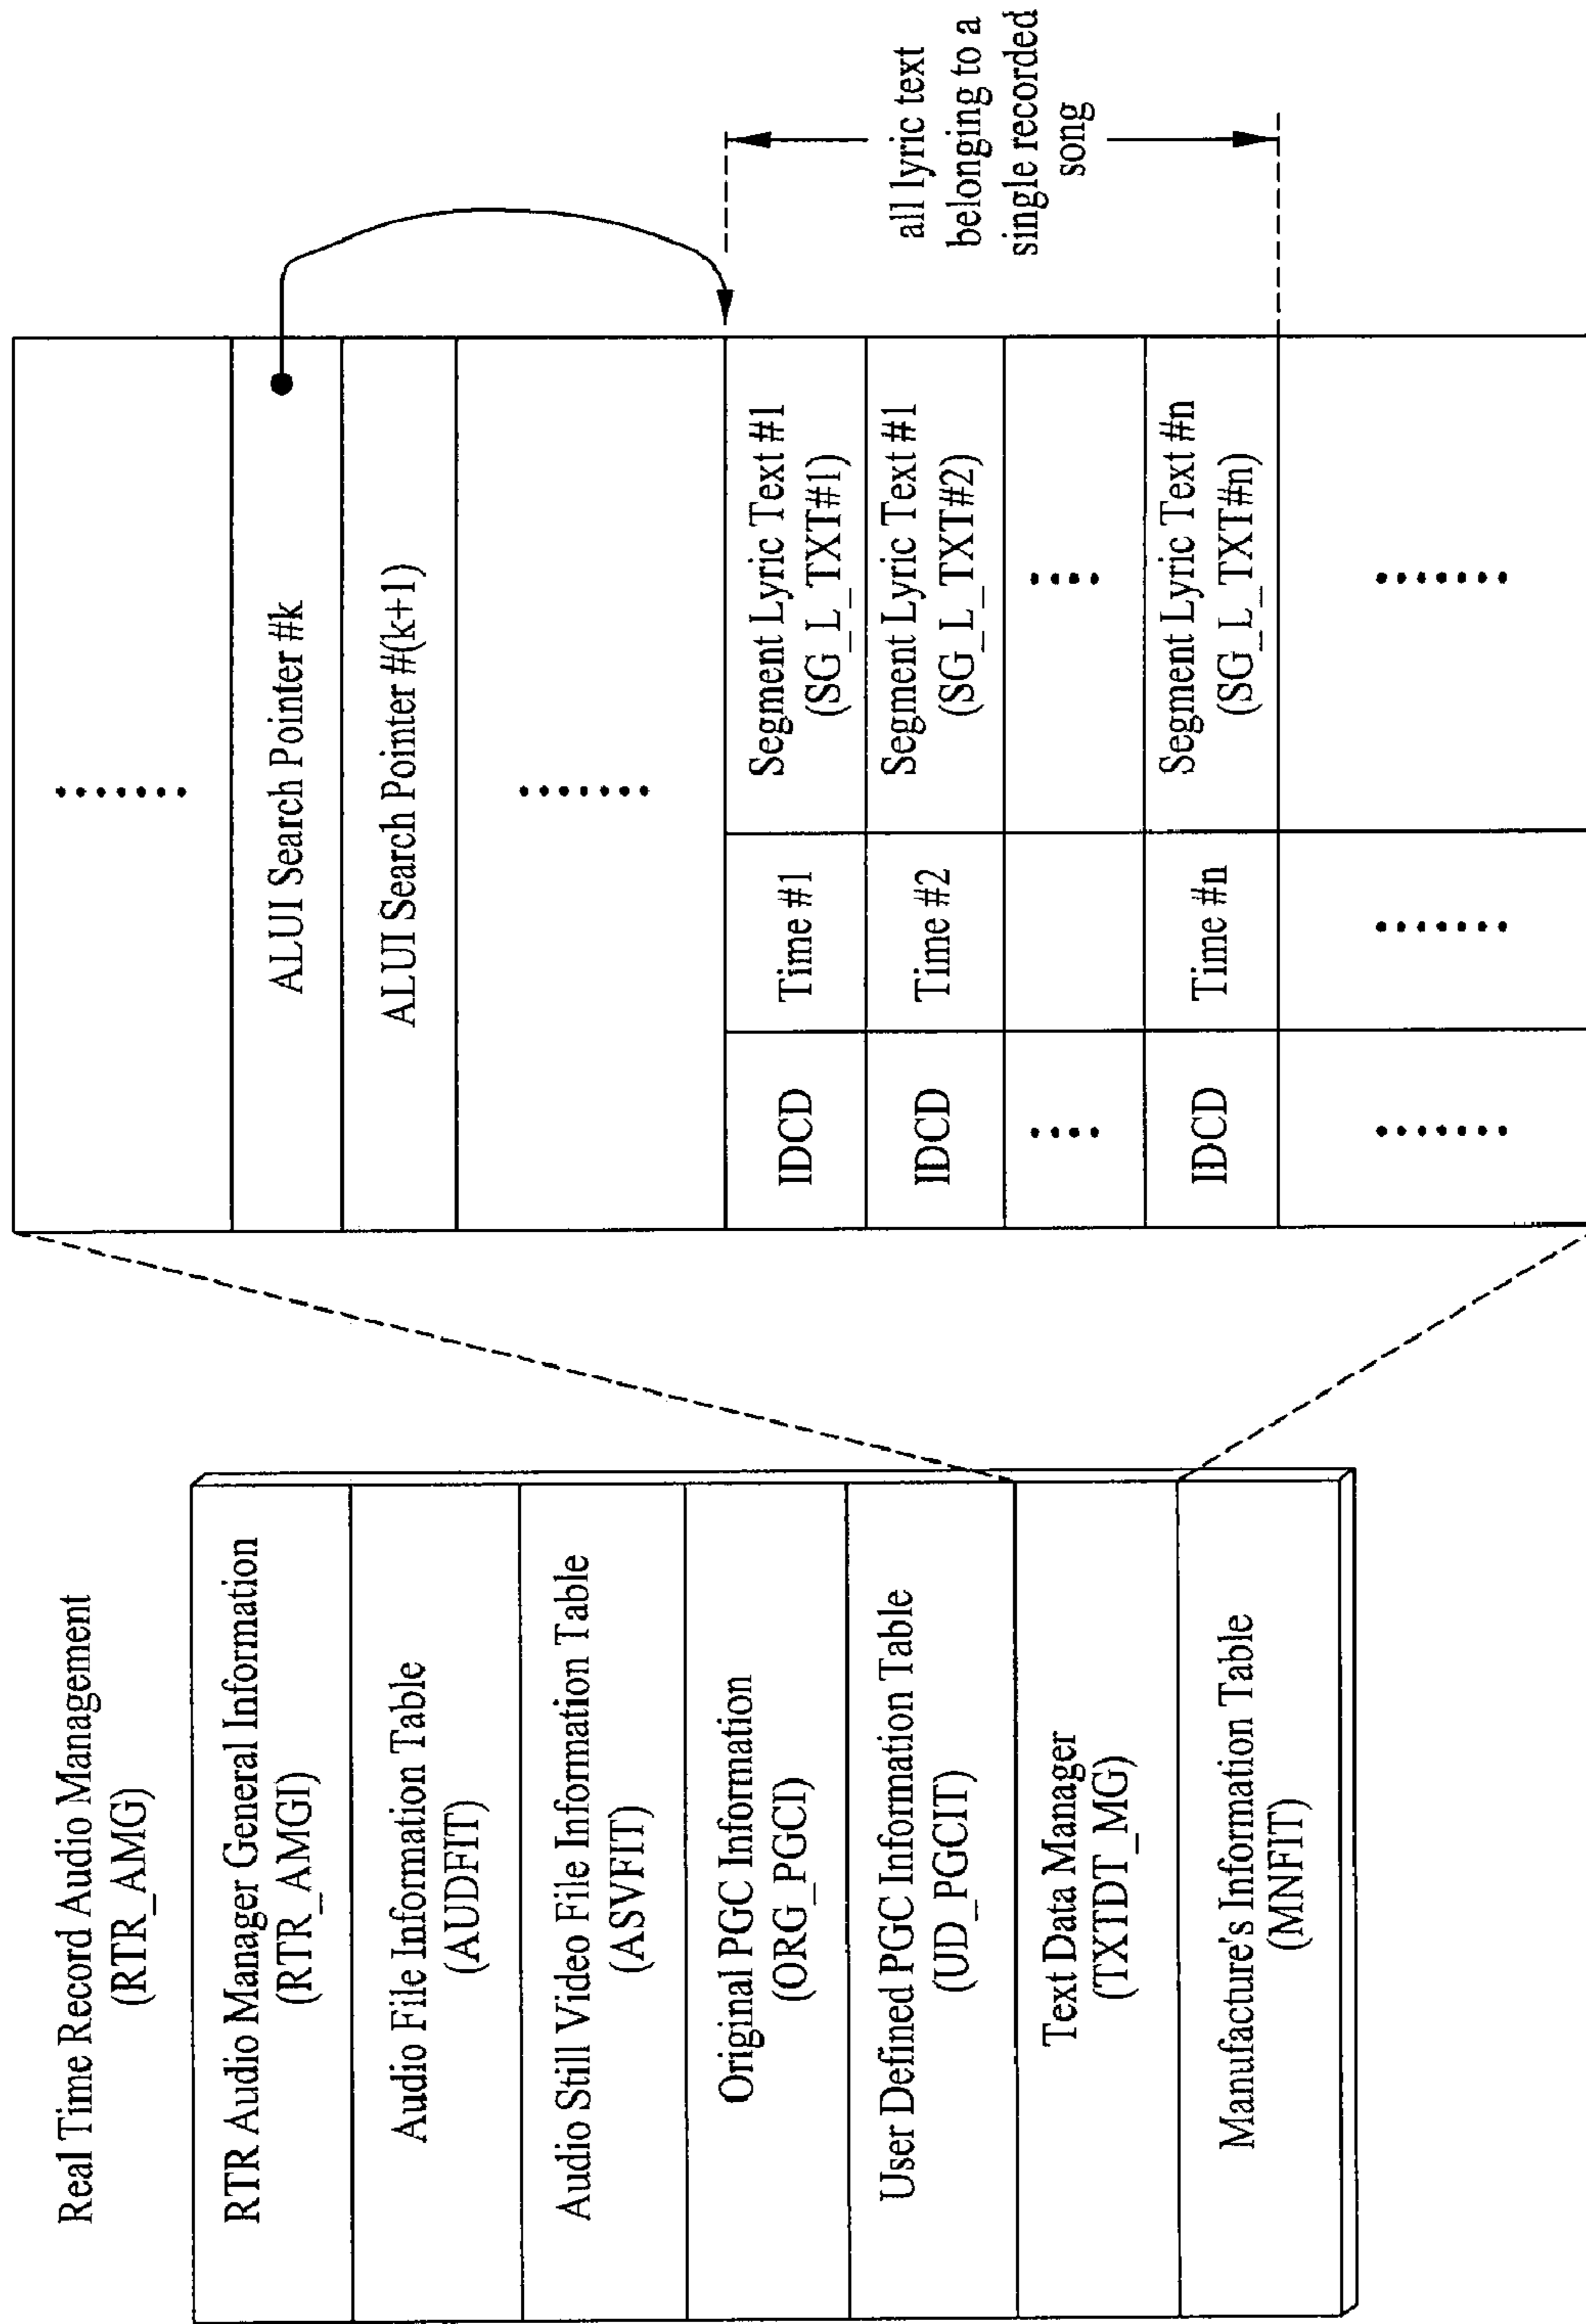 Real Time Record Audio Management
(RTR_AMG)
RTR Audio Manager General Information
(RTR_AMGI)
Audio File Information Table
(AUDFIT)
Audio Still Video File Information Table
(ASVFIT)
Original PGC Information
(ORG_PGCI)
User Defined PGC Information Table
(UD_PGCIT)
Text Data Manager
(TXTDT_MG)
Manufacture's Information Table
(MNFIT)
ALUI Search Pointer #k
ALUI Search Pointer #(k+1)
IDCD
Time #1
Segment Lyric Text #1
(SG_L_TXT#1)
IDCD
Time #2
Segment Lyric Text #1
(SG_L_TXT#2)
IDCD
Time #n
Segment Lyric Text #n
(SG_L_TXT#n)
all lyric text
belonging to a
single recorded
song